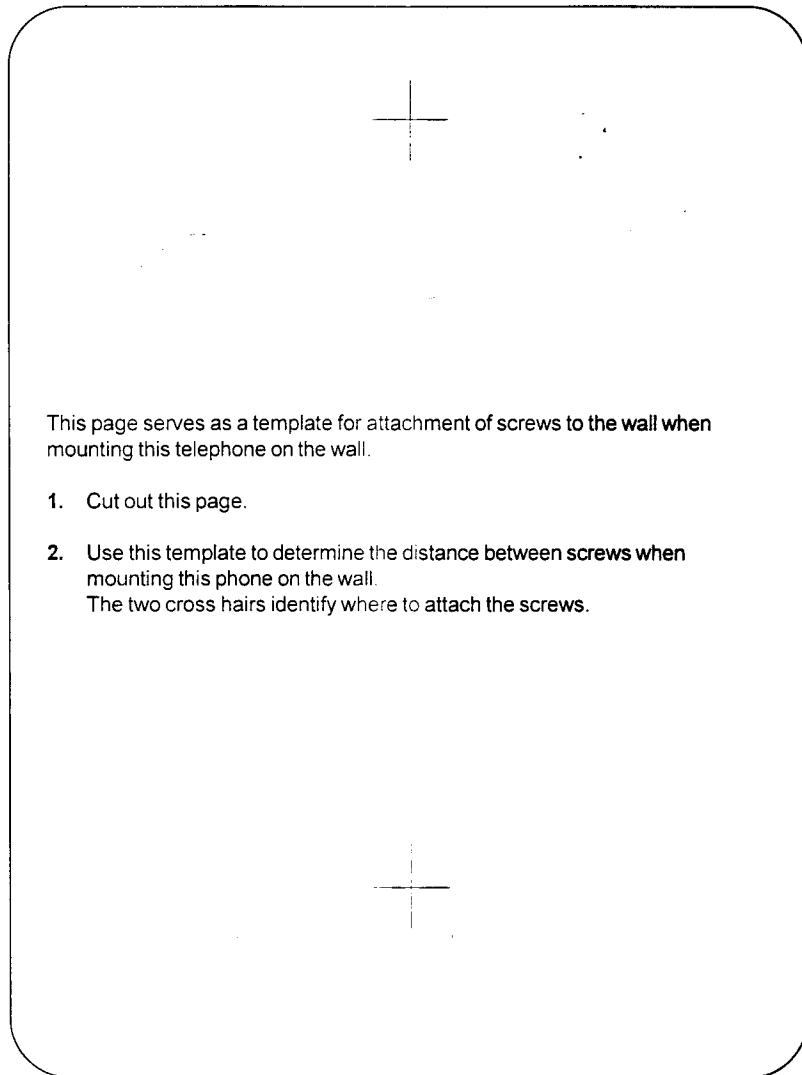 This page serves as a template for attachment of screws to the wall when
mounting this telephone on the wall.
1. Cut out this page.
2. Use this template to determine the distance between screws when
mounting this phone on the wall.
The two cross hairs identify where to attach the screws.